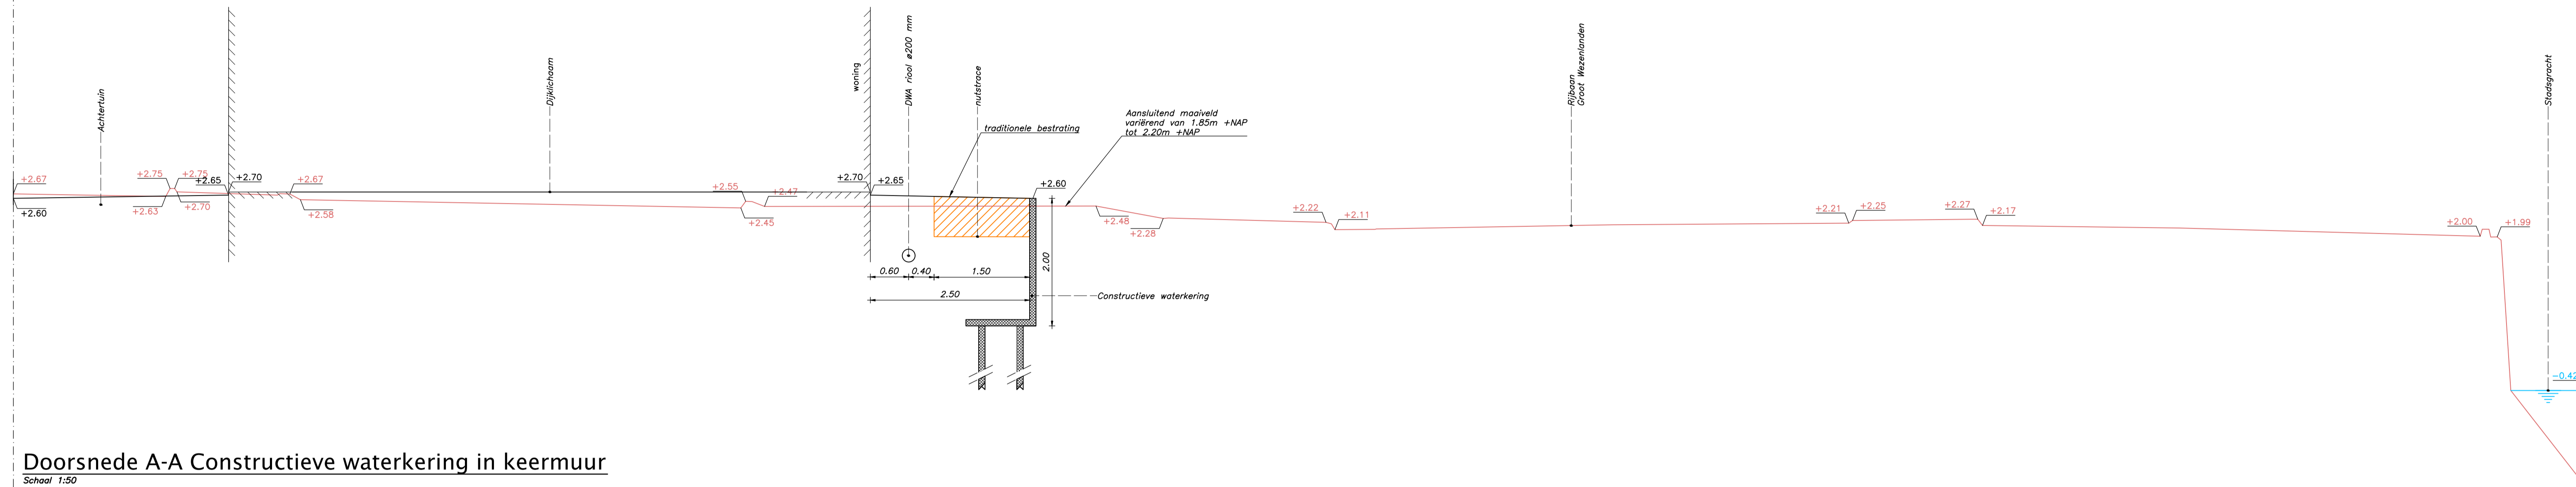 Achtertuin
Dijklichaam
woning
DWA riool ø200 mm
nutstrace
traditionele bestrating
Aansluitend maaiveld
variërend van 1.85m +NAP
tot 2.20m +NAP
Rijbaan
Groot Wezenlanden
Stadsgracht
+2.67
+2.60
+2.75
+2.75
+2.63
+2.70
+2.65
+2.70
+2.67
+2.58
+2.55
+2.47
+2.45
+2.70
+2.65
+2.60
+2.48
+2.28
+2.22
+2.11
+2.21
+2.25
+2.27
+2.17
+2.00
+1.99
-0.42
0.60
0.40
1.50
2.50
2.00
Constructieve waterkering
Doorsnede A-A Constructieve waterkering in keermuur
Schaal 1:50